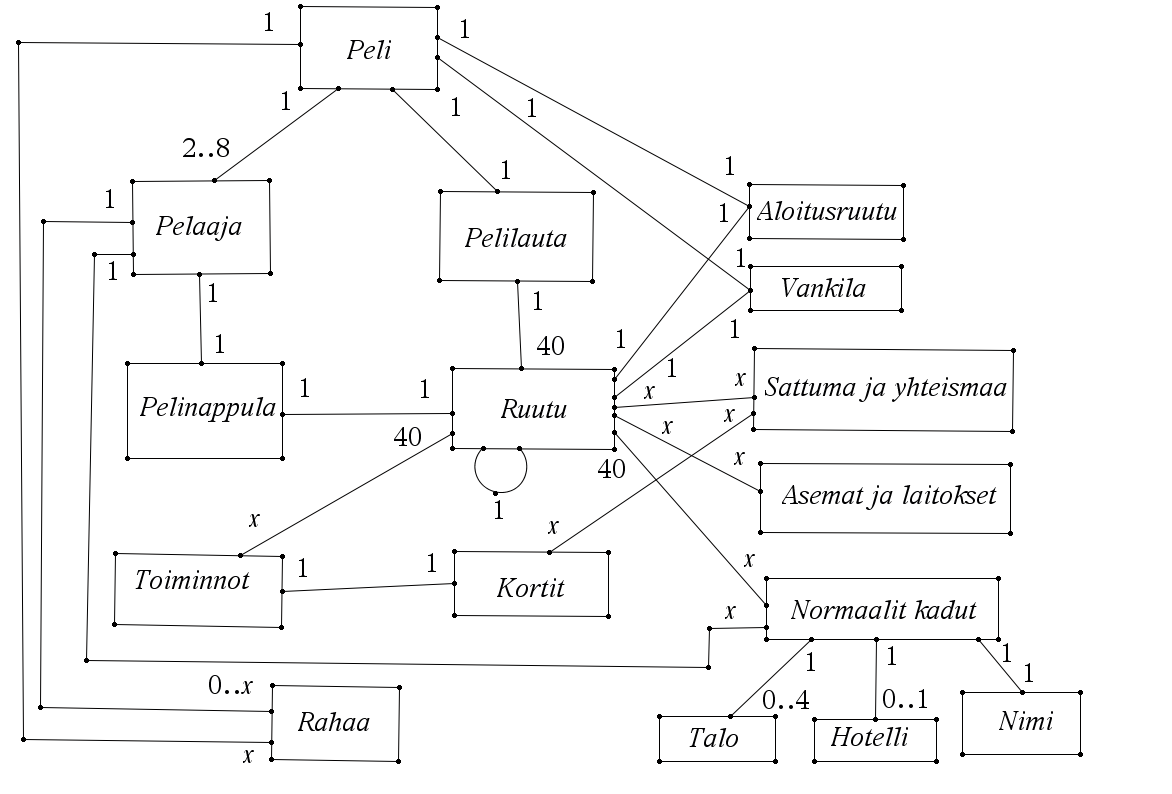 1
1
Peli
1
1
1
2..8
1
1
1
1
Aloitusruutu
Pelaaja
Pelilauta
1
1
1
1
Vankila
1
1
40
1
1
1
x
x
Sattuma ja yhteismaa
1
1
Pelinappula
Ruutu
x
x
40
40
x
Asemat ja laitokset
1
x
x
x
1
1
Toiminnot
Kortit
x
Normaalit kadut
1
1
1
1
0..x
0..4
0..1
Rahaa
Talo
Hotelli
Nimi
x